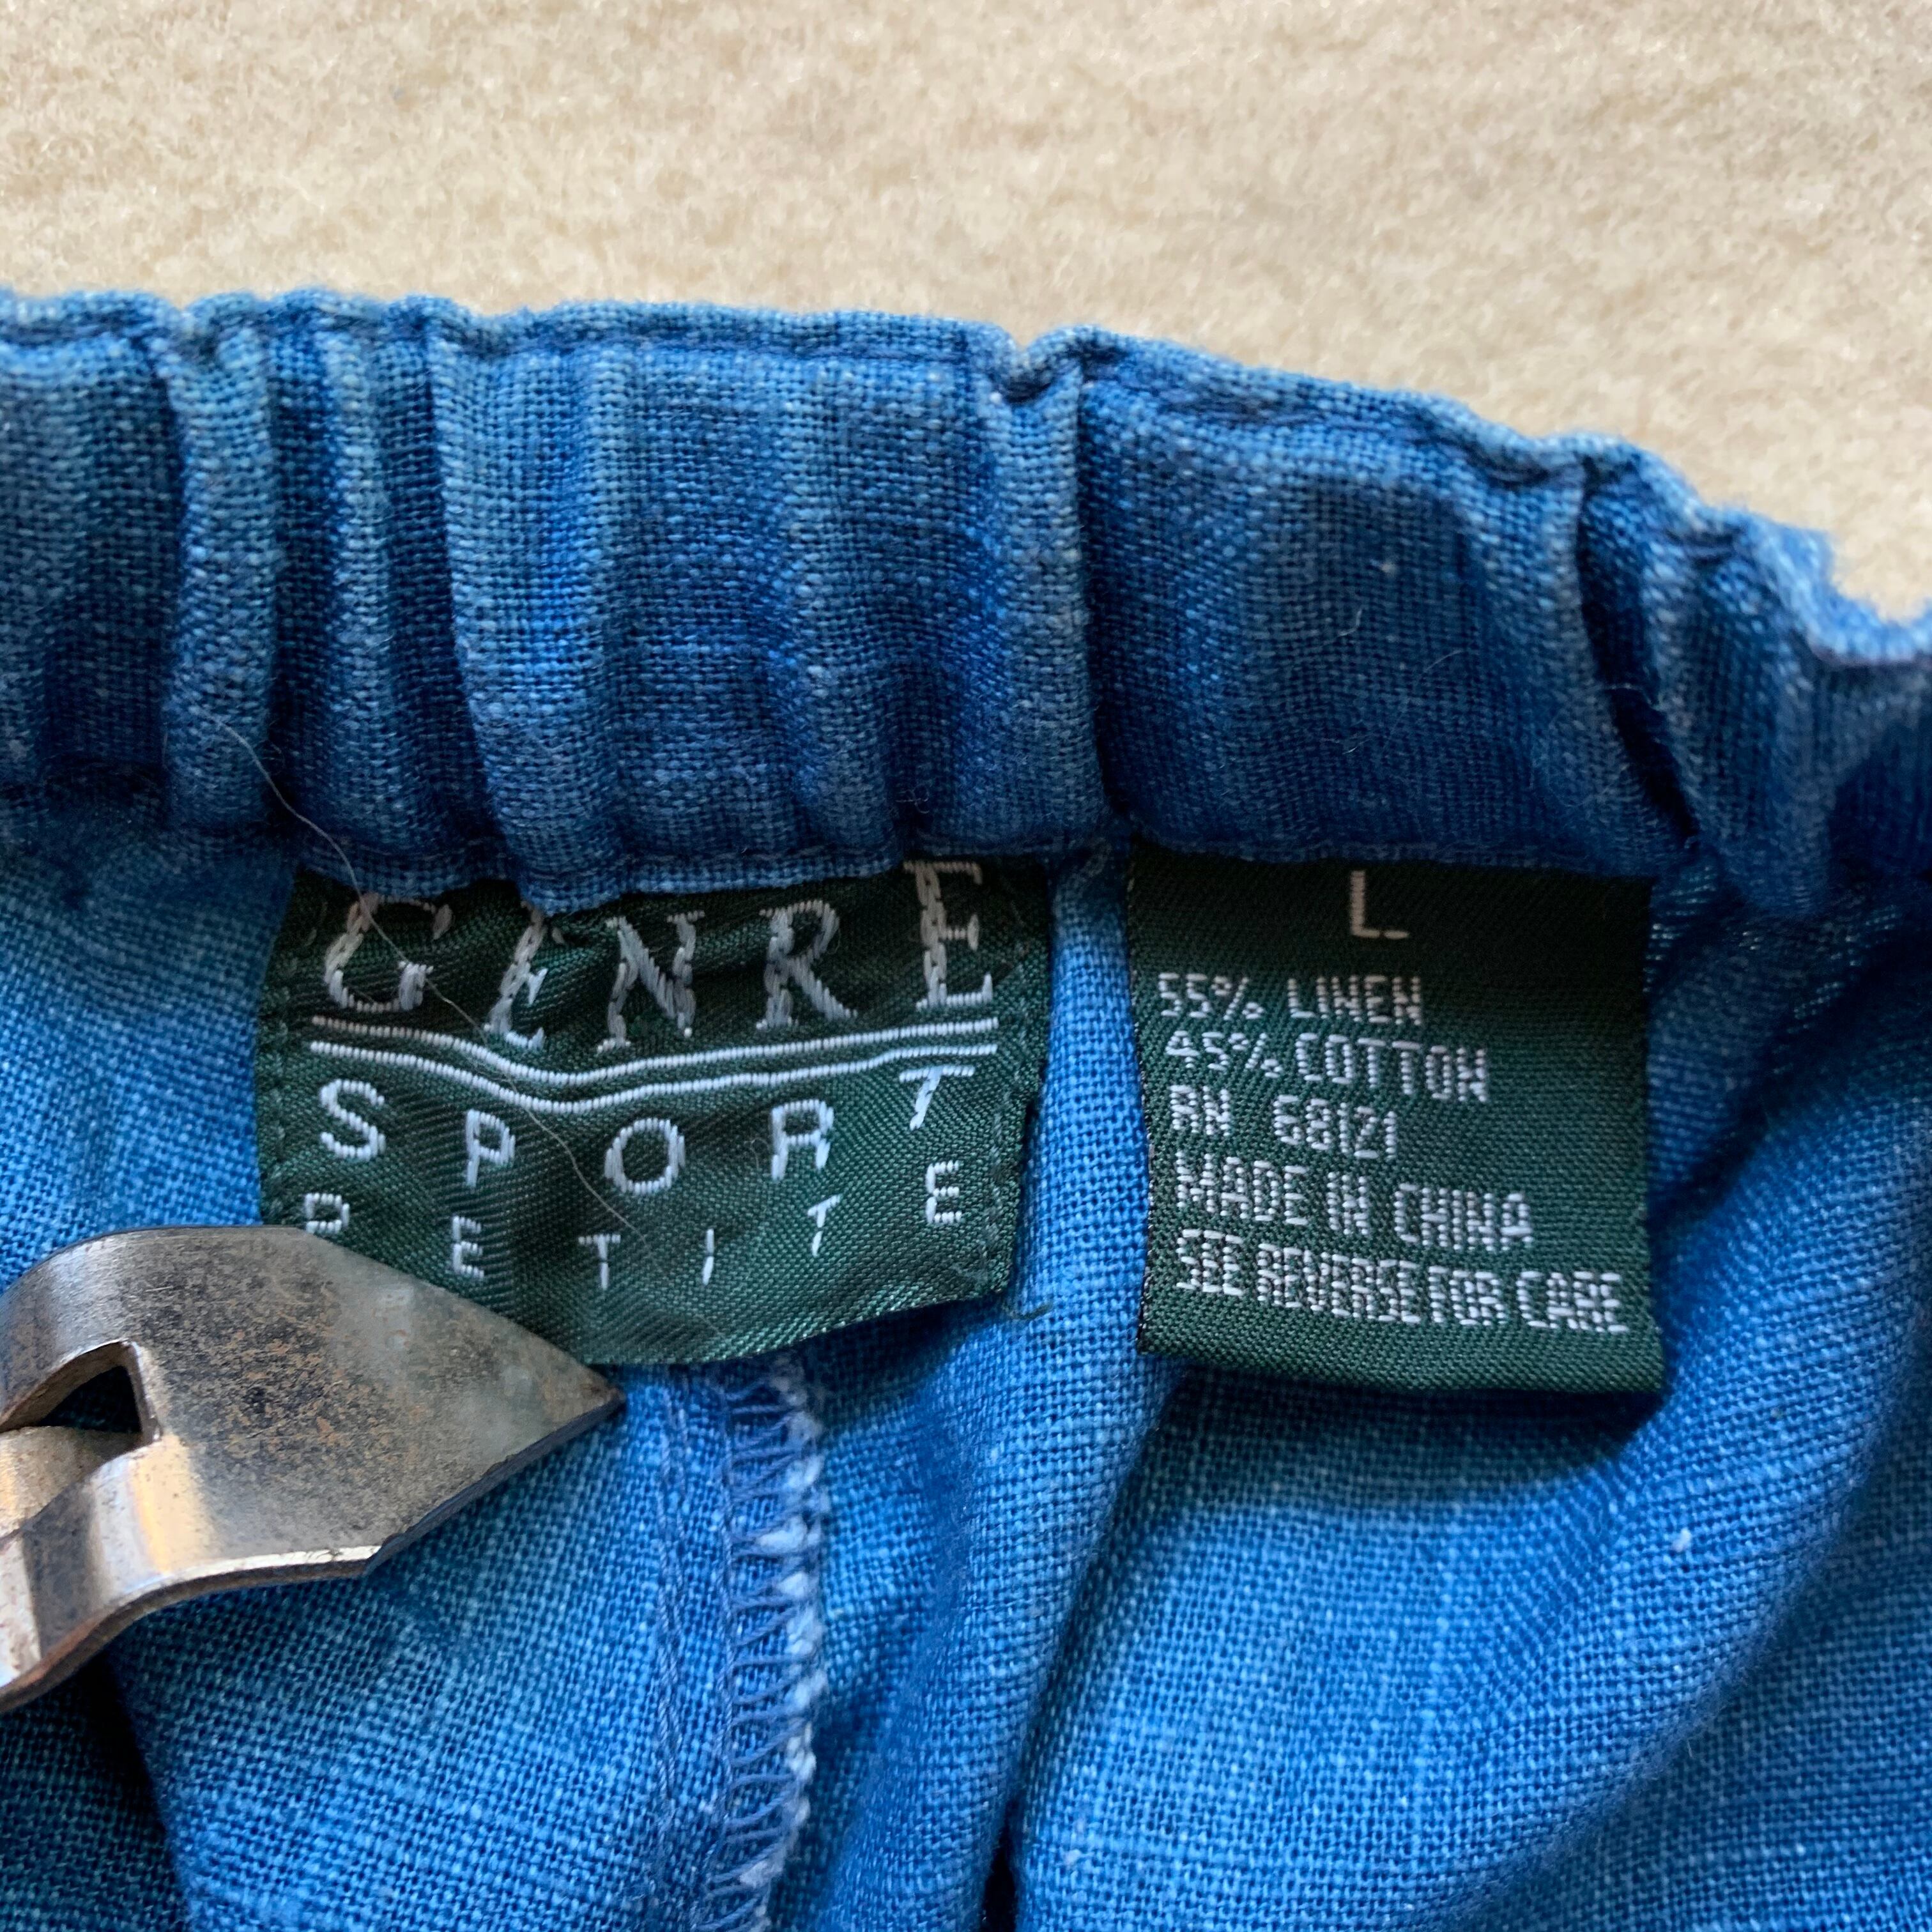 GENRE
SPORT
PETITE
L
55% LINEN
45% COTTON
RN 68121
MADE IN CHINA
SEE REVERSE FOR CARE